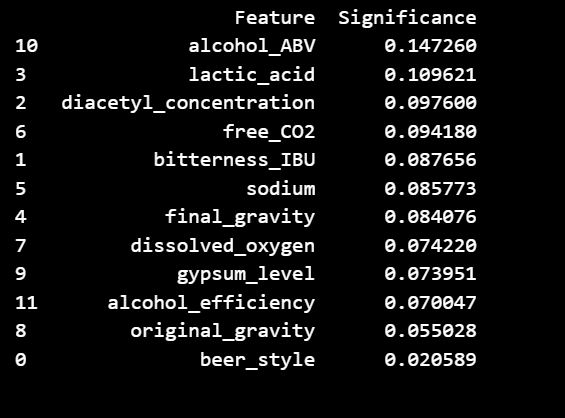 Feature Significance
10 alcohol_ABV 0.147260
3 lactic_acid 0.109621
2 diacetyl_concentration 0.097600
6 free_CO2 0.094180
1 bitterness_IBU 0.087656
5 sodium 0.085773
4 final_gravity 0.084076
7 dissolved_oxygen 0.074220
9 gypsum_level 0.073951
11 alcohol_efficiency 0.070047
8 original_gravity 0.055028
0 beer_style 0.020589